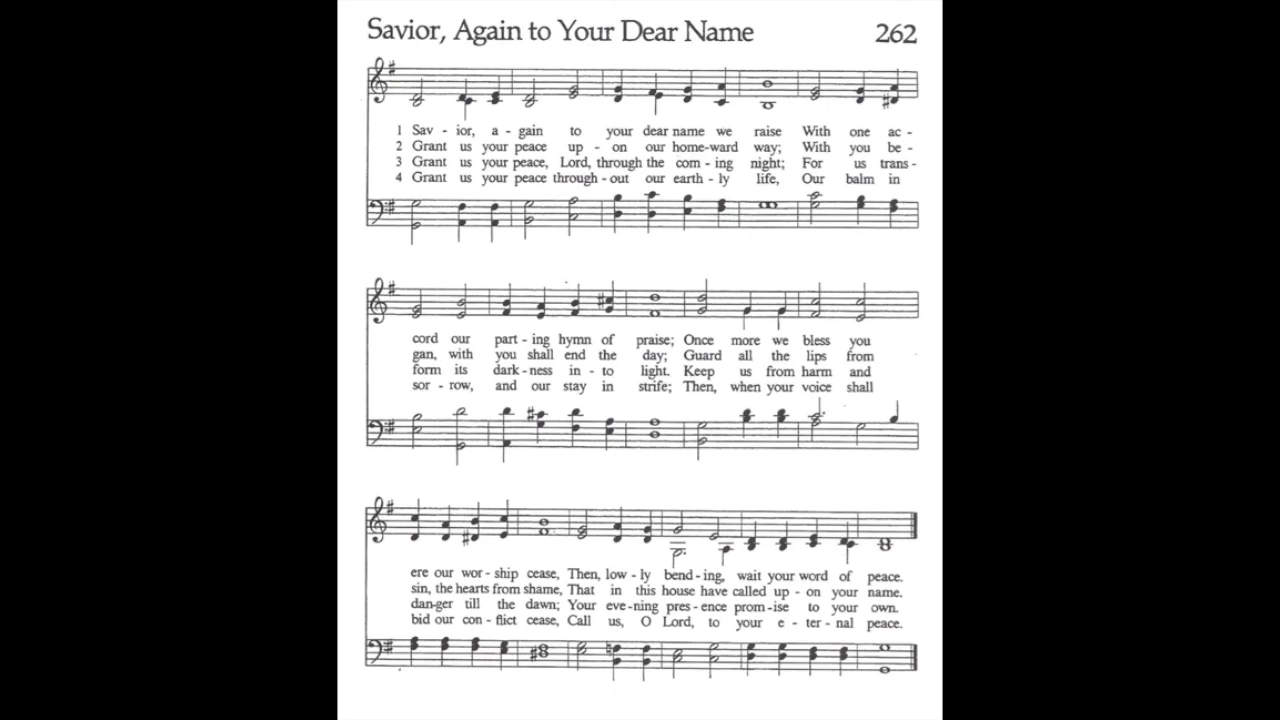 Savior, Again to Your Dear Name 262
1 Sav - ior, a - gain to your dear name we raise With one ac -
2 Grant us your peace up - on our home-ward way; With you be -
3 Grant us your peace, Lord, through the com - ing night; For us trans -
4 Grant us your peace through - out our earth - ly life, Our balm in
cord our part - ing hymn of praise; Once more we bless you
gan, with you shall end the day; Guard all the lips from
form its dark - ness in - to light. Keep us from harm and
sor - row, and our stay in strife; Then, when your voice shall
ere our wor - ship cease, Then, low - ly bend - ing, wait your word of peace.
sin, the hearts from shame, That in this house have called up - on your name.
dan-ger till the dawn; Your eve-ning pres - ence prom - ise to your own.
bid our con - flict cease, Call us, O Lord, to your e - ter - nal peace.